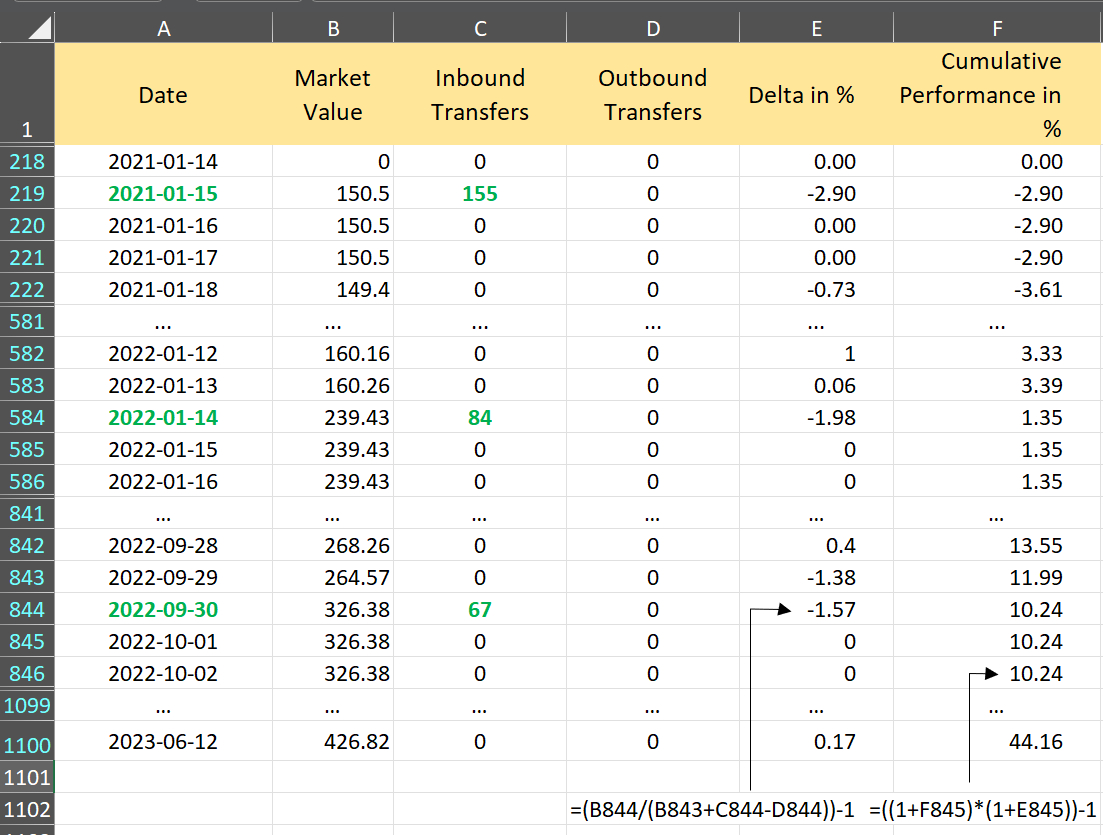 A B C D E F
1 Date Market Value Inbound Transfers Outbound Transfers Delta in % Cumulative Performance in %
218 2021-01-14 0 0 0 0.00 0.00
219 2021-01-15 150.5 155 0 -2.90 -2.90
220 2021-01-16 150.5 0 0 0.00 -2.90
221 2021-01-17 150.5 0 0 0.00 -2.90
222 2021-01-18 149.4 0 0 -0.73 -3.61
581 ... ... ... ... ... ...
582 2022-01-12 160.16 0 0 1 3.33
583 2022-01-13 160.26 0 0 0.06 3.39
584 2022-01-14 239.43 84 0 -1.98 1.35
585 2022-01-15 239.43 0 0 0 1.35
586 2022-01-16 239.43 0 0 0 1.35
841 ... ... ... ... ... ...
842 2022-09-28 268.26 0 0 0.4 13.55
843 2022-09-29 264.57 0 0 -1.38 11.99
844 2022-09-30 326.38 67 0 -1.57 10.24
845 2022-10-01 326.38 0 0 0 10.24
846 2022-10-02 326.38 0 0 0 10.24
1099 ... ... ... ... ... ...
1100 2023-06-12 426.82 0 0 0.17 44.16
1101
1102 =(B844/(B843+C844-D844))-1 =((1+F845)*(1+E845))-1